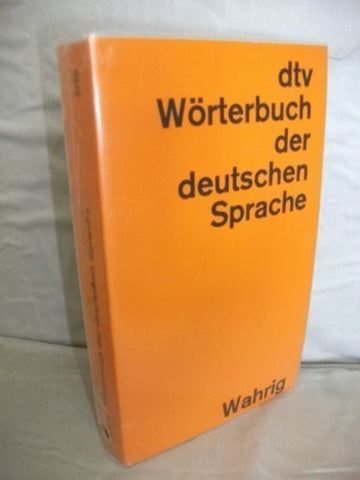 dtv
Wörterbuch
der
deutschen
Sprache
Wahrig